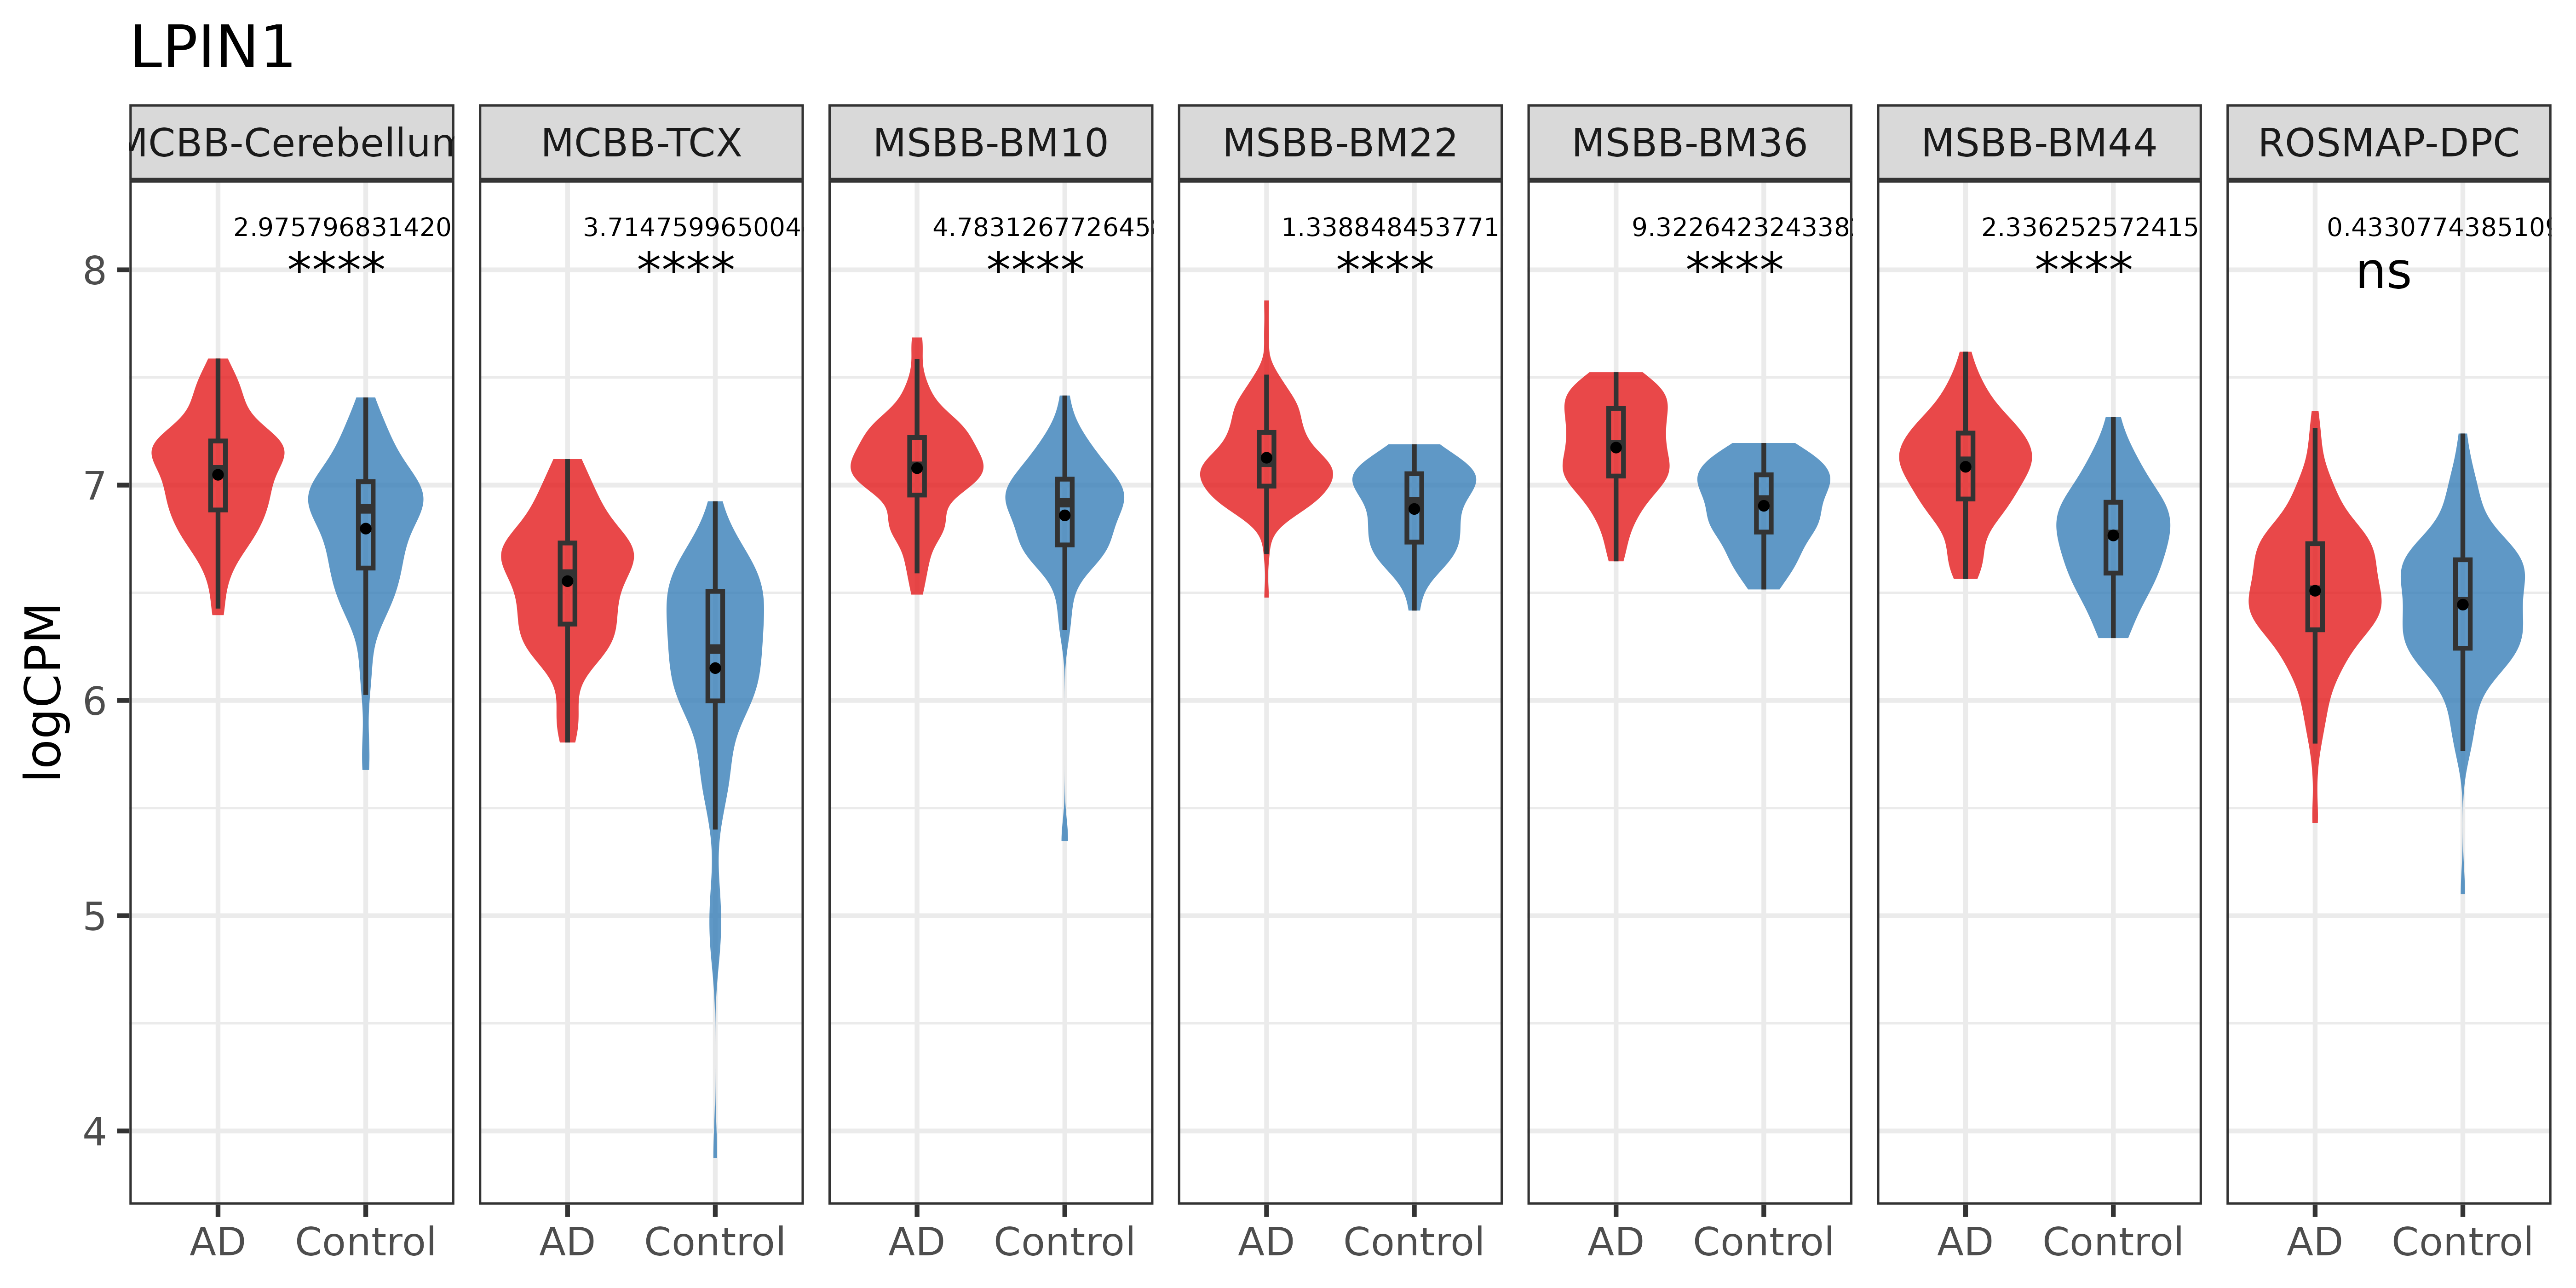 LPIN1
MCBB-Cerebellum MCBB-TCX MSBB-BM10 MSBB-BM22 MSBB-BM36 MSBB-BM44 ROSMAP-DPC
2.975796831420 3.714759965004 4.783126772645 1.338848453771 9.322642324338 2.336252572415 0.433077438510
**** **** **** **** **** **** ns
8
7
6
5
4
logCPM
AD Control AD Control AD Control AD Control AD Control AD Control AD Control